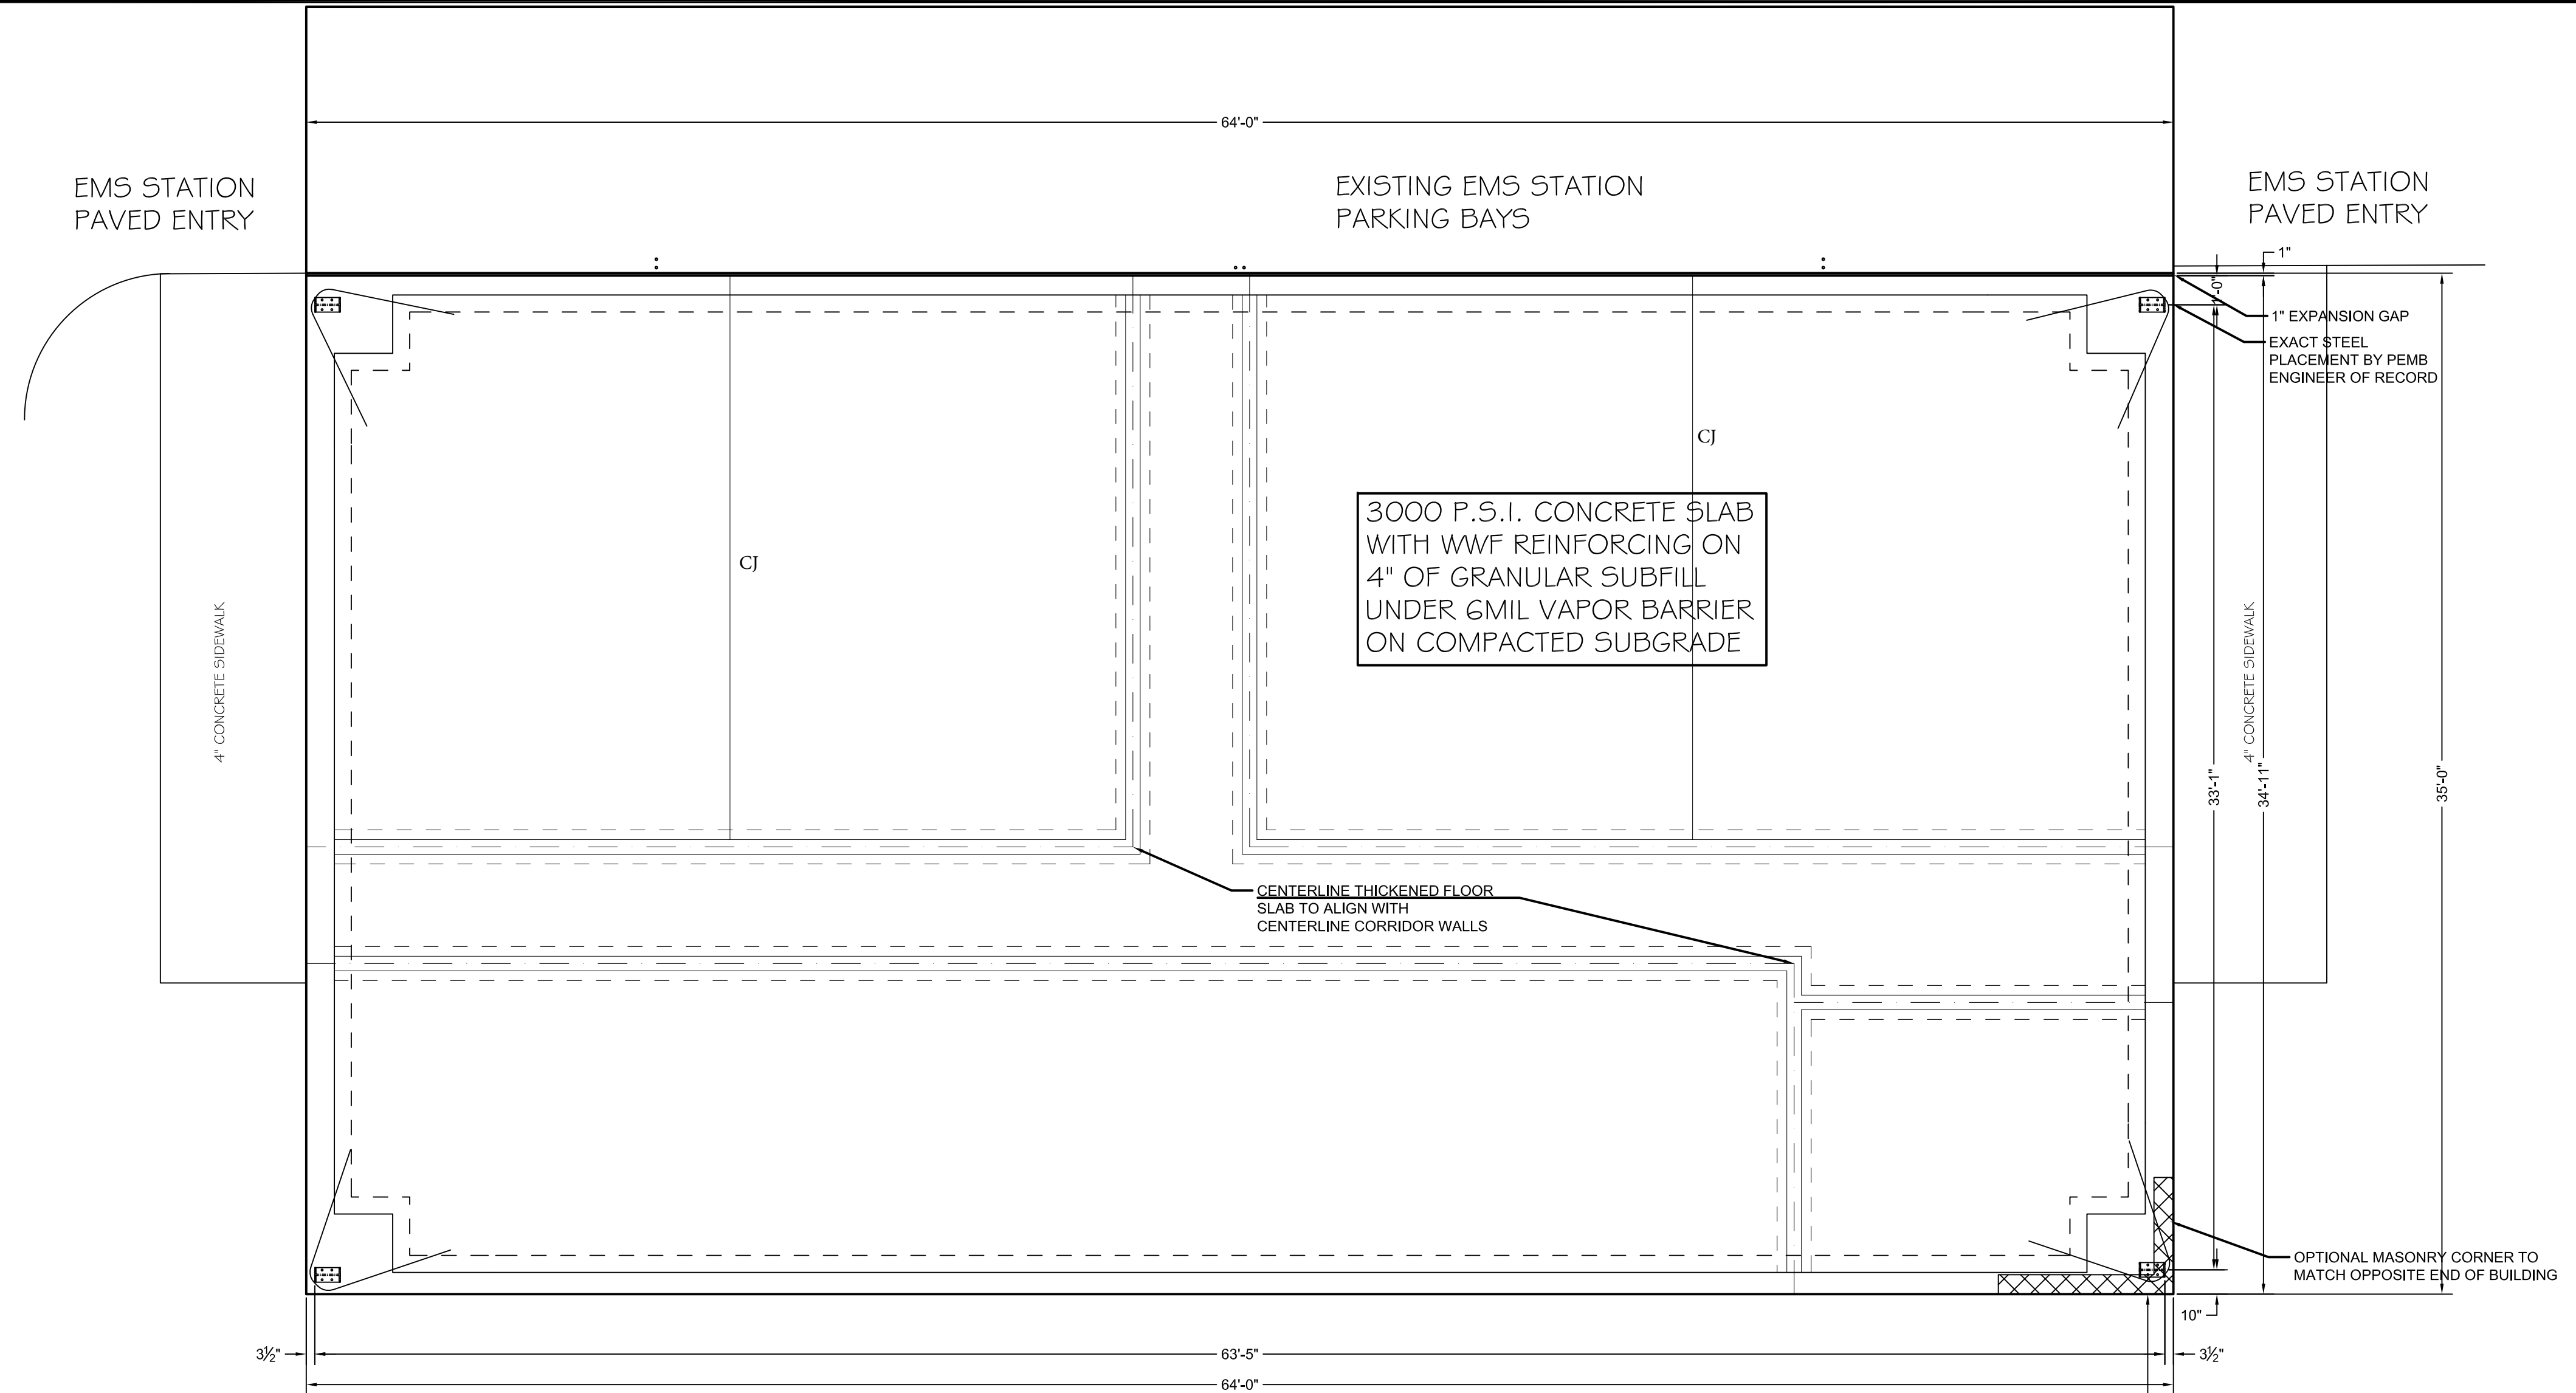 64'-0"
EMS STATION
PAVED ENTRY
EXISTING EMS STATION
PARKING BAYS
EMS STATION
PAVED ENTRY
1"
1'-0"
1" EXPANSION GAP
EXACT STEEL
PLACEMENT BY PEMB
ENGINEER OF RECORD
CJ
CJ
3000 P.S.I. CONCRETE SLAB
WITH WWF REINFORCING ON
4" OF GRANULAR SUBFILL
UNDER 6MIL VAPOR BARRIER
ON COMPACTED SUBGRADE
4" CONCRETE SIDEWALK
4" CONCRETE SIDEWALK
33'-1"
34'-11"
35'-0"
CENTERLINE THICKENED FLOOR
SLAB TO ALIGN WITH
CENTERLINE CORRIDOR WALLS
OPTIONAL MASONRY CORNER TO
MATCH OPPOSITE END OF BUILDING
10"
3½"
63'-5"
3½"
64'-0"